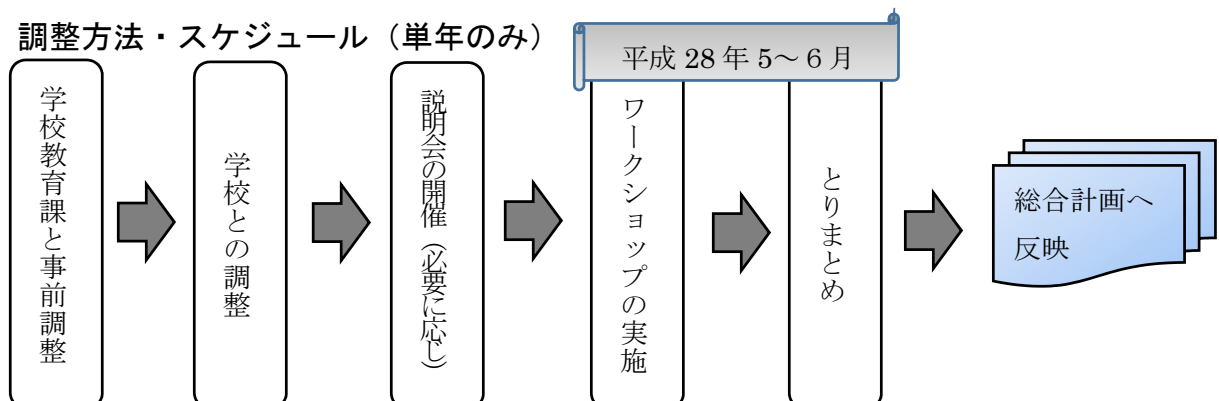 調整方法・スケジュール（単年のみ）
平成 28 年 5～6 月
学校教育課と事前調整
学校との調整
説明会の開催（必要に応じ）
ワークショップの実施
とりまとめ
総合計画へ
反映